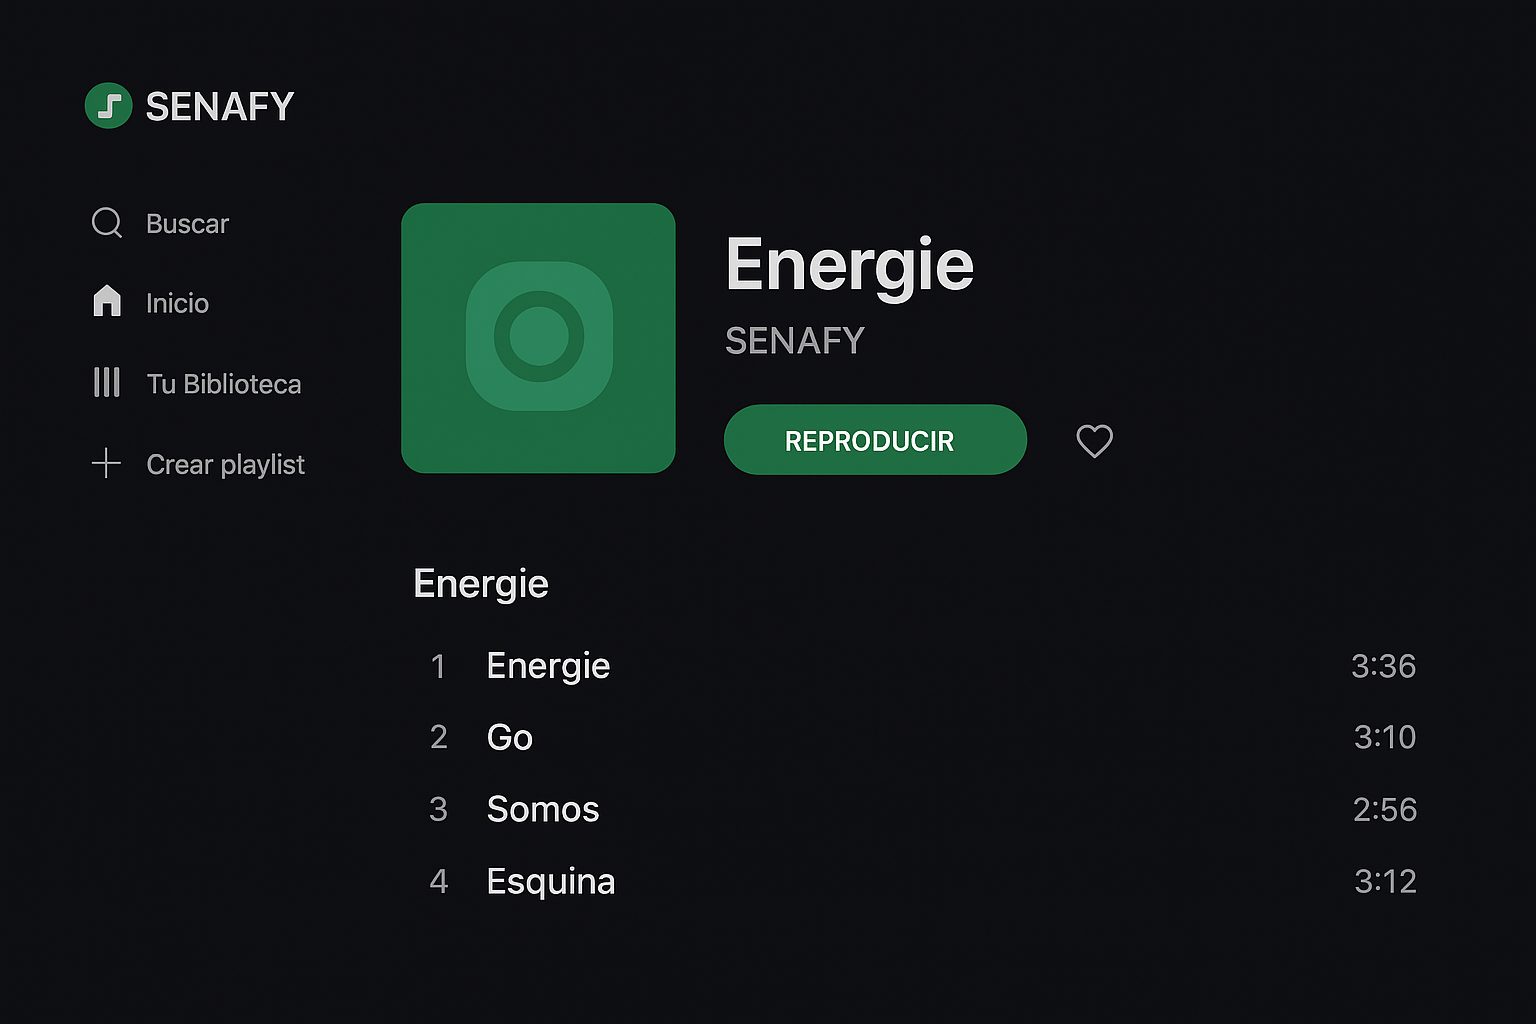 SENAFY
Buscar
Inicio
Tu Biblioteca
Crear playlist
Energie
SENAFY
REPRODUCIR
Energie
1 Energie 3:36
2 Go 3:10
3 Somos 2:56
4 Esquina 3:12